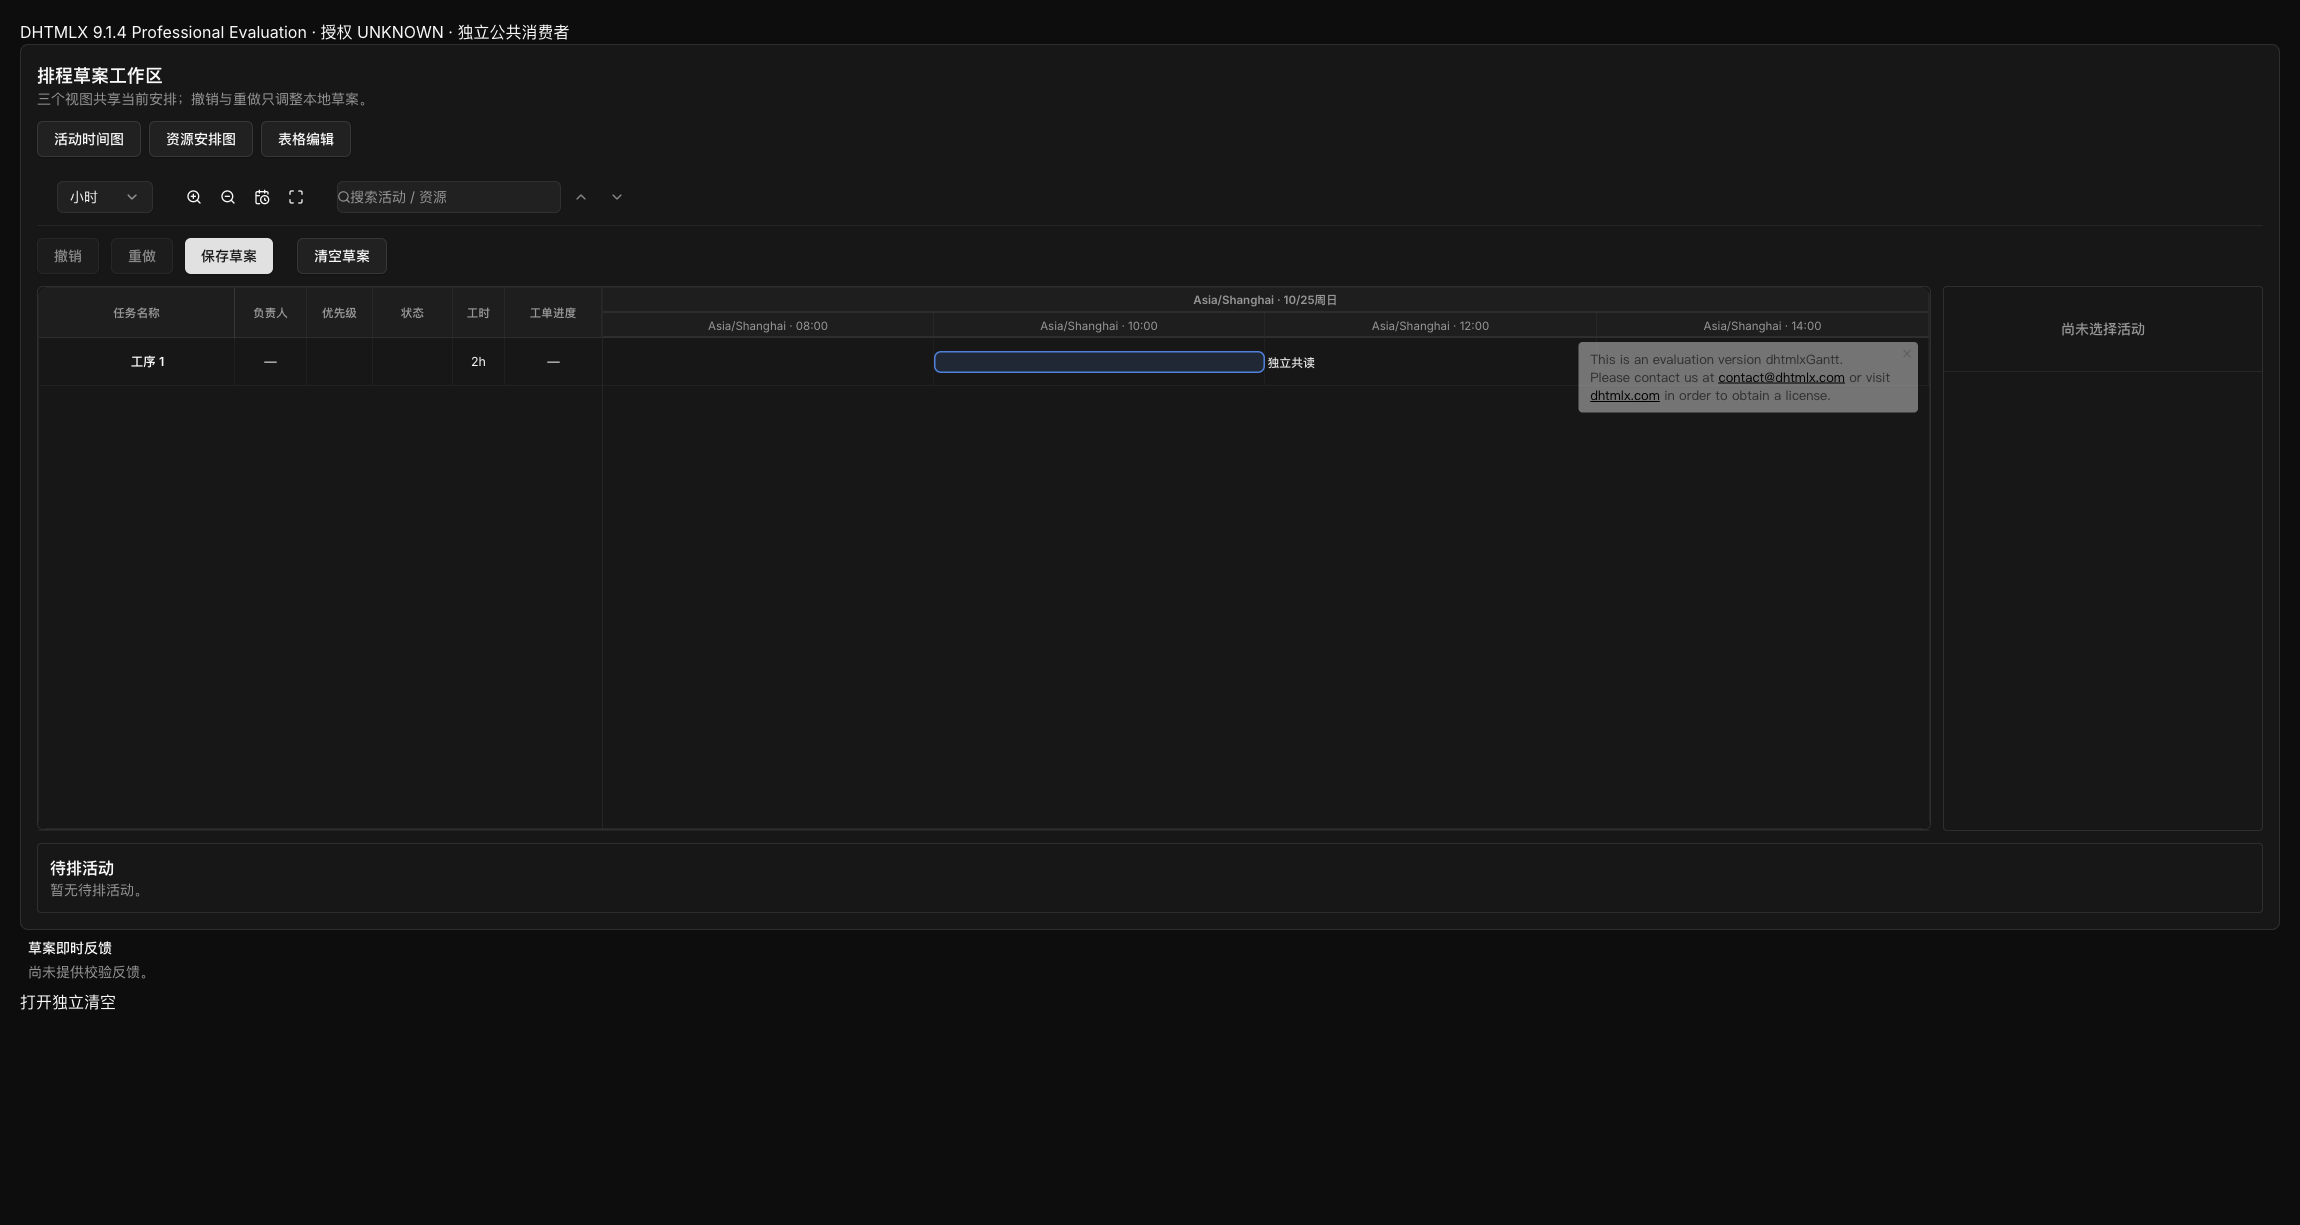 DHTMLX 9.1.4 Professional Evaluation · 授权 UNKNOWN · 独立公共消费者
排程草案工作区
三个视图共享当前安排；撤销与重做只调整本地草案。
活动时间图 资源安排图 表格编辑
小时 搜索活动 / 资源
撤销 重做 保存草案 清空草案
任务名称 负责人 优先级 状态 工时 工单进度
Asia/Shanghai · 10/25周日
Asia/Shanghai · 08:00 Asia/Shanghai · 10:00 Asia/Shanghai · 12:00 Asia/Shanghai · 14:00
尚未选择活动
工序 1 — 2h — 独立共读
This is an evaluation version dhtmlxGantt.
Please contact us at contact@dhtmlx.com or visit
dhtmlx.com in order to obtain a license.
待排活动
暂无待排活动。
草案即时反馈
尚未提供校验反馈。
打开独立清空